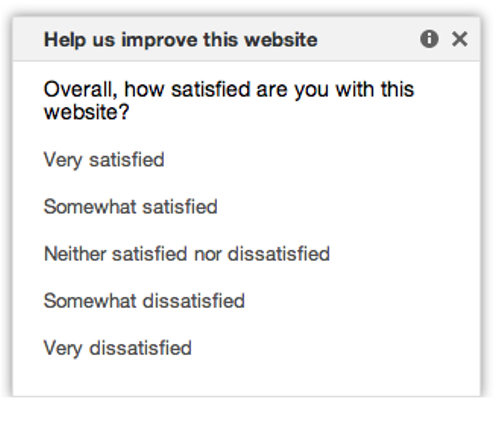 Help us improve this website
Overall, how satisfied are you with this
website?
Very satisfied
Somewhat satisfied
Neither satisfied nor dissatisfied
Somewhat dissatisfied
Very dissatisfied